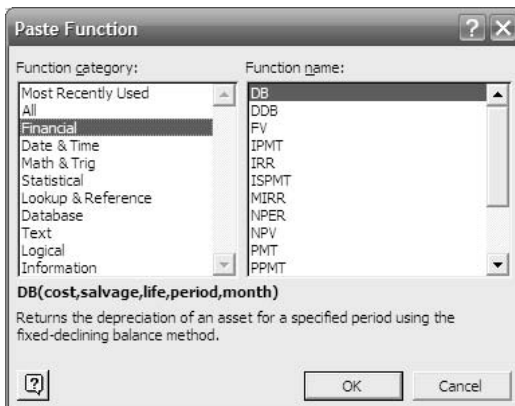 Paste Function
? X
Function category:
Most Recently Used
All
Financial
Date & Time
Math & Trig
Statistical
Lookup & Reference
Database
Text
Logical
Information
Function name:
DB
DDB
FV
IPMT
IRR
ISPMT
MIRR
NPER
NPV
PMT
PPMT
DB(cost,salvage,life,period,month)
Returns the depreciation of an asset for a specified period using the
fixed-declining balance method.
?
OK
Cancel